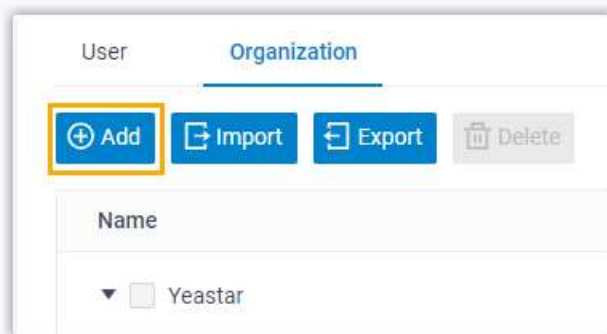 User Organization
Add Import Export Delete
Name
Yeastar